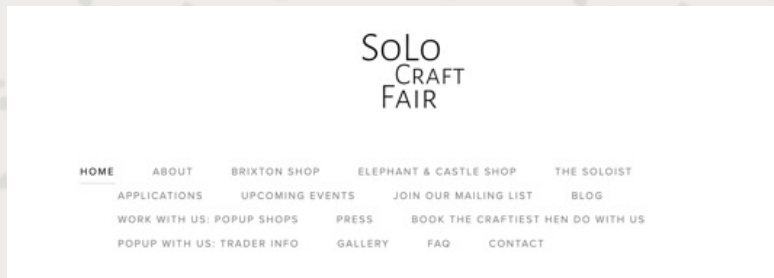 SoLo
CRAFT
FAIR
HOME ABOUT BRIXTON SHOP ELEPHANT & CASTLE SHOP THE SOLOIST
APPLICATIONS UPCOMING EVENTS JOIN OUR MAILING LIST BLOG
WORK WITH US: POPUP SHOPS PRESS BOOK THE CRAFTIEST HEN DO WITH US
POPUP WITH US: TRADER INFO GALLERY FAQ CONTACT